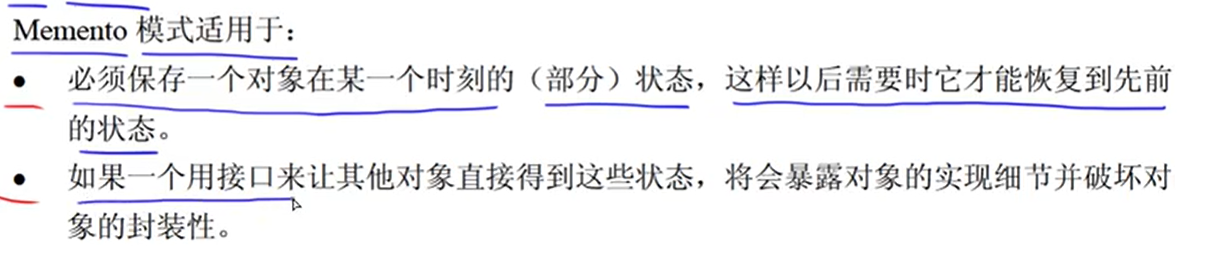 Memento 模式适用于：
● 必须保存一个对象在某一个时刻的（部分）状态，这样以后需要时它才能恢复到先前
的状态。
● 如果一个用接口来让其他对象直接得到这些状态，将会暴露对象的实现细节并破坏对
象的封装性。